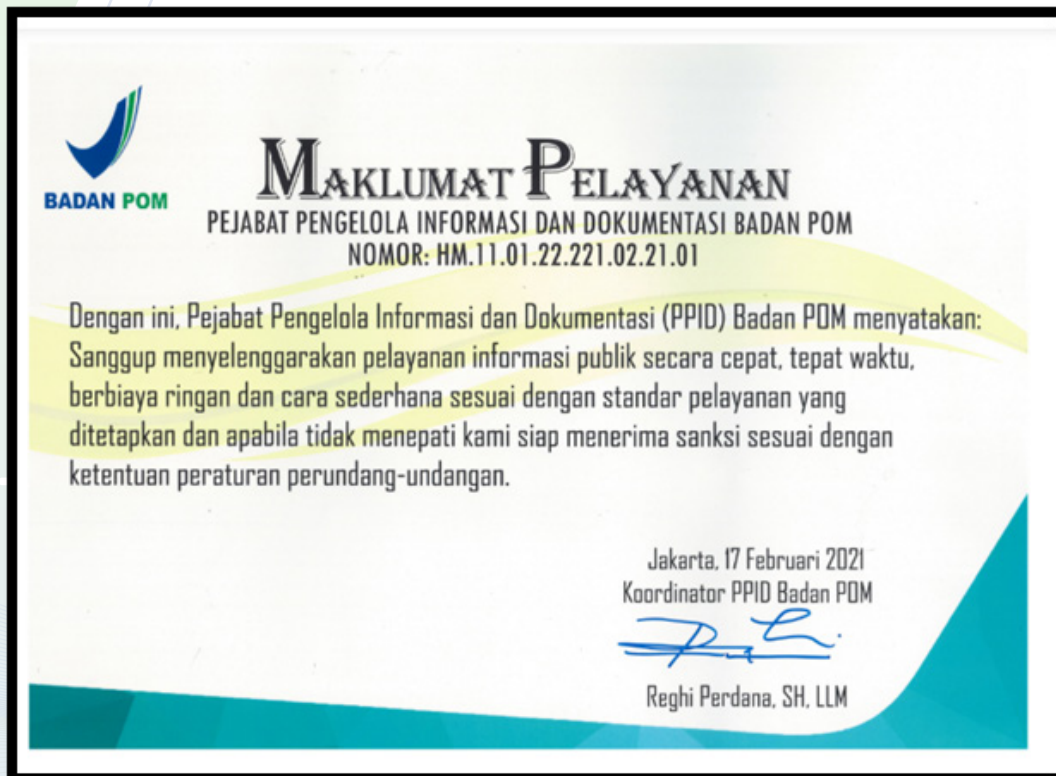 BADAN POM
MAKLUMAT PELAYANAN
PEJABAT PENGELOLA INFORMASI DAN DOKUMENTASI BADAN POM
NOMOR: HM.11.01.22.221.02.21.01
Dengan ini, Pejabat Pengelola Informasi dan Dokumentasi (PPID) Badan POM menyatakan:
Sanggup menyelenggarakan pelayanan informasi publik secara cepat, tepat waktu,
berbiaya ringan dan cara sederhana sesuai dengan standar pelayanan yang
ditetapkan dan apabila tidak menepati kami siap menerima sanksi sesuai dengan
ketentuan peraturan perundang-undangan.
Jakarta, 17 Februari 2021
Koordinator PPID Badan POM
Reghi Perdana, SH, LLM